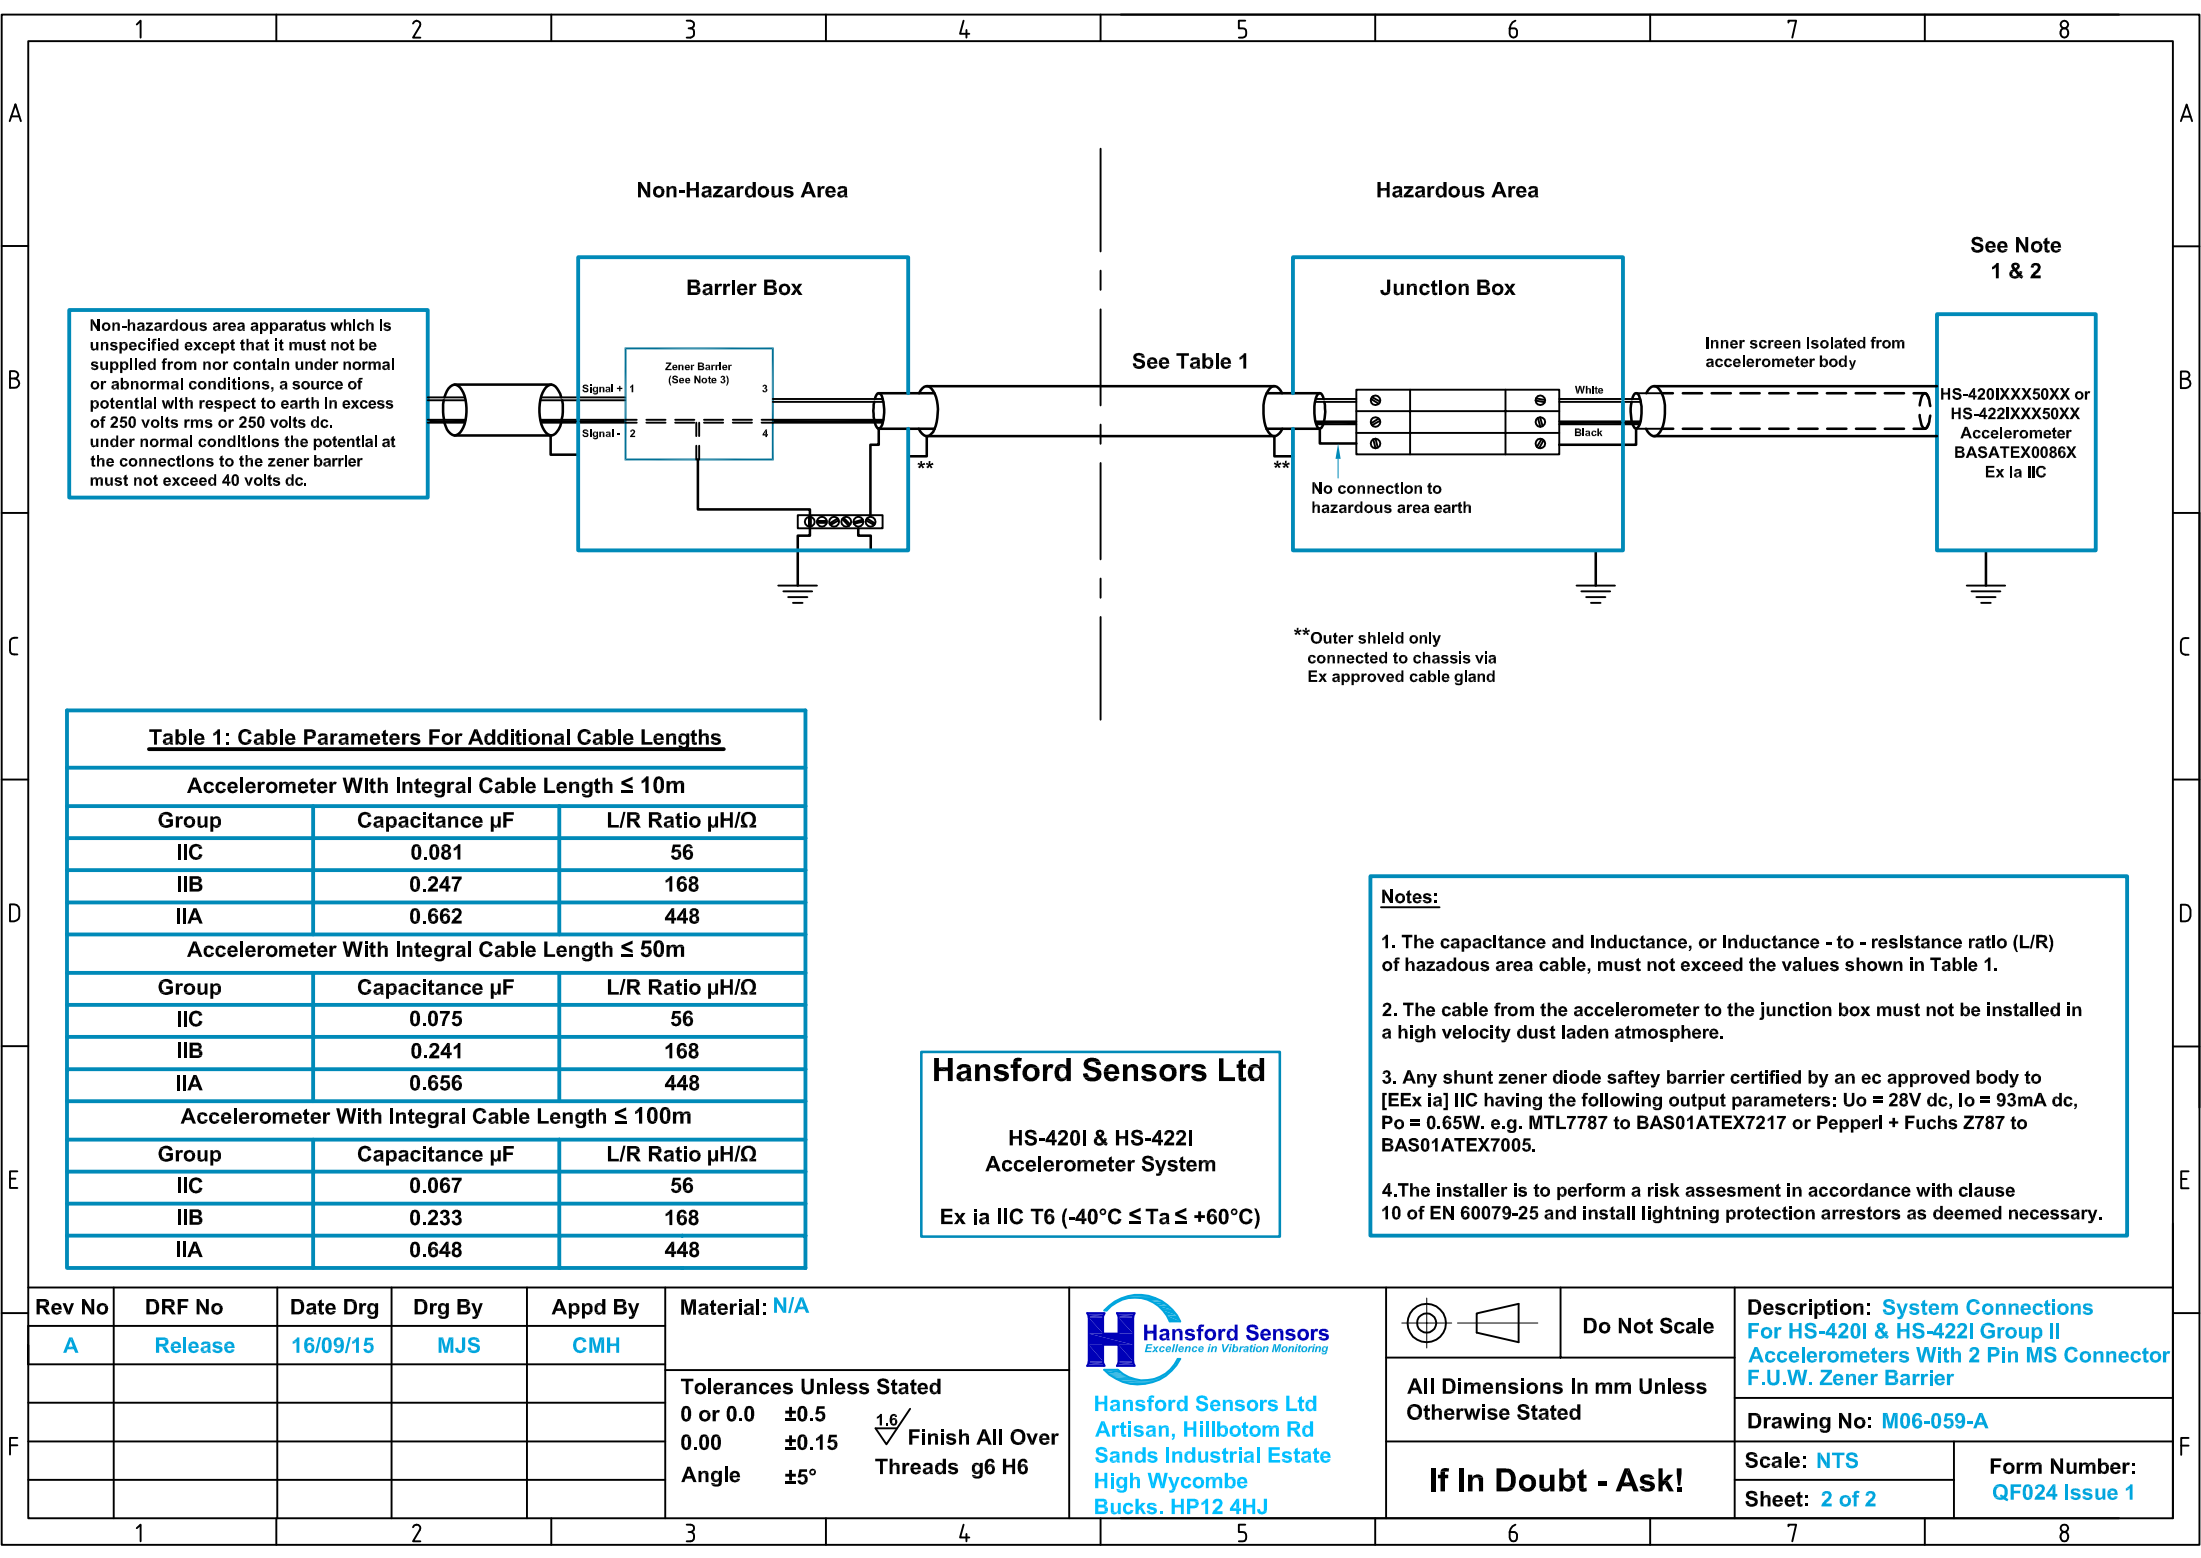 1 2 3 4 5 6 7 8
A A
B B
C C
D D
E E
F F
Non-Hazardous Area
Hazardous Area
See Note
1 & 2
Barrier Box
Junction Box
Non-hazardous area apparatus which is
unspecified except that it must not be
supplied from nor contain under normal
or abnormal conditions, a source of
potential with respect to earth in excess
of 250 volts rms or 250 volts dc.
under normal conditions the potential at
the connections to the zener barrier
must not exceed 40 volts dc.
Signal + 1
Signal - 2
Zener Barrier
(See Note 3)
3
4
**
See Table 1
**
White
Black
No connection to
hazardous area earth
Inner screen Isolated from
accelerometer body
HS-420IXXX50XX or
HS-422IXXX50XX
Accelerometer
BASATEX0086X
Ex ia IIC
**Outer shield only
connected to chassis via
Ex approved cable gland
Table 1: Cable Parameters For Additional Cable Lengths
Accelerometer With Integral Cable Length ≤ 10m
Group Capacitance µF L/R Ratio µH/Ω
IIC 0.081 56
IIB 0.247 168
IIA 0.662 448
Accelerometer With Integral Cable Length ≤ 50m
Group Capacitance µF L/R Ratio µH/Ω
IIC 0.075 56
IIB 0.241 168
IIA 0.656 448
Accelerometer With Integral Cable Length ≤ 100m
Group Capacitance µF L/R Ratio µH/Ω
IIC 0.067 56
IIB 0.233 168
IIA 0.648 448
Hansford Sensors Ltd
HS-420I & HS-422I
Accelerometer System
Ex ia IIC T6 (-40°C ≤ Ta ≤ +60°C)
Notes:
1. The capacitance and Inductance, or Inductance - to - resistance ratio (L/R)
of hazadous area cable, must not exceed the values shown in Table 1.
2. The cable from the accelerometer to the junction box must not be installed in
a high velocity dust laden atmosphere.
3. Any shunt zener diode saftey barrier certified by an ec approved body to
[EEx ia] IIC having the following output parameters: Uo = 28V dc, Io = 93mA dc,
Po = 0.65W. e.g. MTL7787 to BAS01ATEX7217 or Pepperl + Fuchs Z787 to
BAS01ATEX7005.
4.The installer is to perform a risk assesment in accordance with clause
10 of EN 60079-25 and install lightning protection arrestors as deemed necessary.
Rev No DRF No Date Drg Drg By Appd By
A Release 16/09/15 MJS CMH
Material: N/A
Tolerances Unless Stated
0 or 0.0 ±0.5
0.00 ±0.15
Angle ±5°
1.6
Finish All Over
Threads g6 H6
H
Hansford Sensors
Excellence in Vibration Monitoring
Hansford Sensors Ltd
Artisan, Hillbotom Rd
Sands Industrial Estate
High Wycombe
Bucks. HP12 4HJ
Do Not Scale
All Dimensions In mm Unless
Otherwise Stated
If In Doubt - Ask!
Description: System Connections
For HS-420I & HS-422I Group II
Accelerometers With 2 Pin MS Connector
F.U.W. Zener Barrier
Drawing No: M06-059-A
Scale: NTS
Sheet: 2 of 2
Form Number:
QF024 Issue 1
1 2 3 4 5 6 7 8